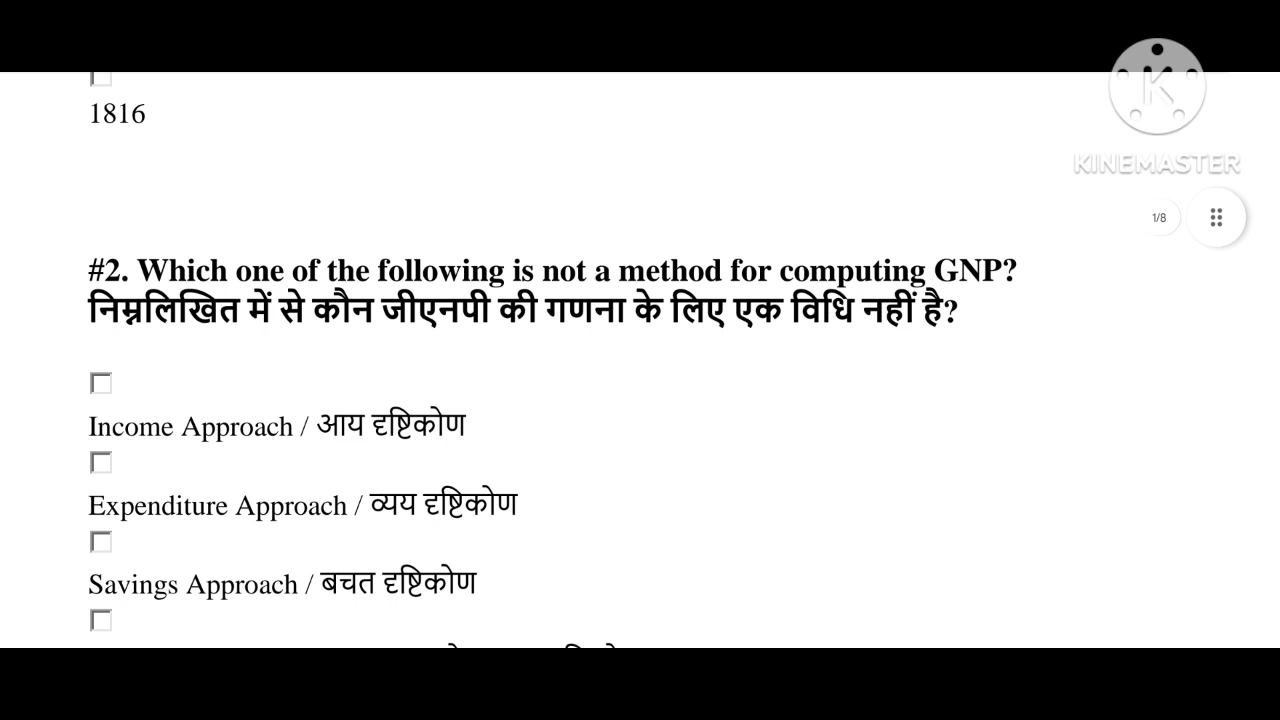 1816
KINEMASTER
1/8
#2. Which one of the following is not a method for computing GNP?
निम्नलिखित में से कौन जीएनपी की गणना के लिए एक विधि नहीं है?
Income Approach / आय दृष्टिकोण
Expenditure Approach / व्यय दृष्टिकोण
Savings Approach / बचत दृष्टिकोण